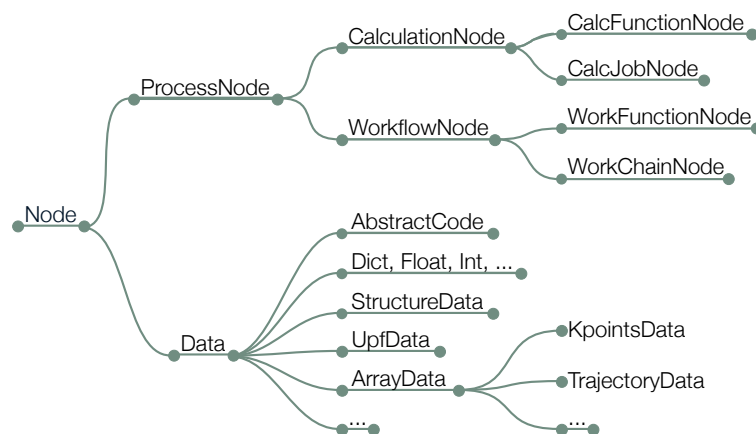 CalcFunctionNode
CalculationNode
CalcJobNode
ProcessNode
WorkFunctionNode
WorkflowNode
WorkChainNode
Node
AbstractCode
Dict, Float, Int, ...
StructureData
KpointsData
Data
UpfData
ArrayData
TrajectoryData
...
...